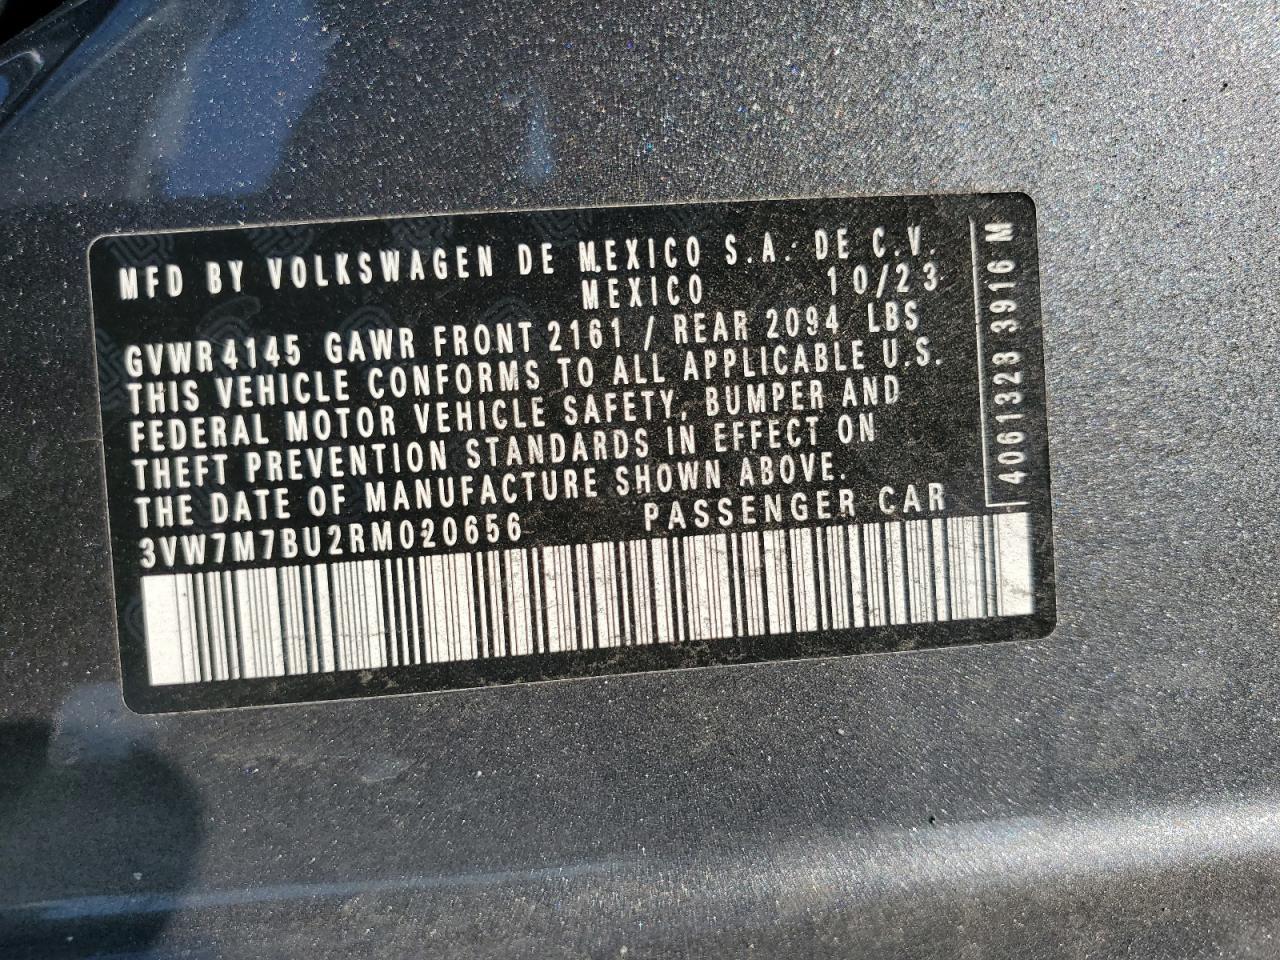 MFD BY VOLKSWAGEN DE MEXICO S.A. DE C.V.
MEXICO 10/23
GVWR 4145 GAWR FRONT 2161 / REAR 2094 LBS
THIS VEHICLE CONFORMS TO ALL APPLICABLE U.S.
FEDERAL MOTOR VEHICLE SAFETY, BUMPER AND
THEFT PREVENTION STANDARDS IN EFFECT ON
THE DATE OF MANUFACTURE SHOWN ABOVE.
3VW7M7BU2RM020656 PASSENGER CAR
4061323 3916 M